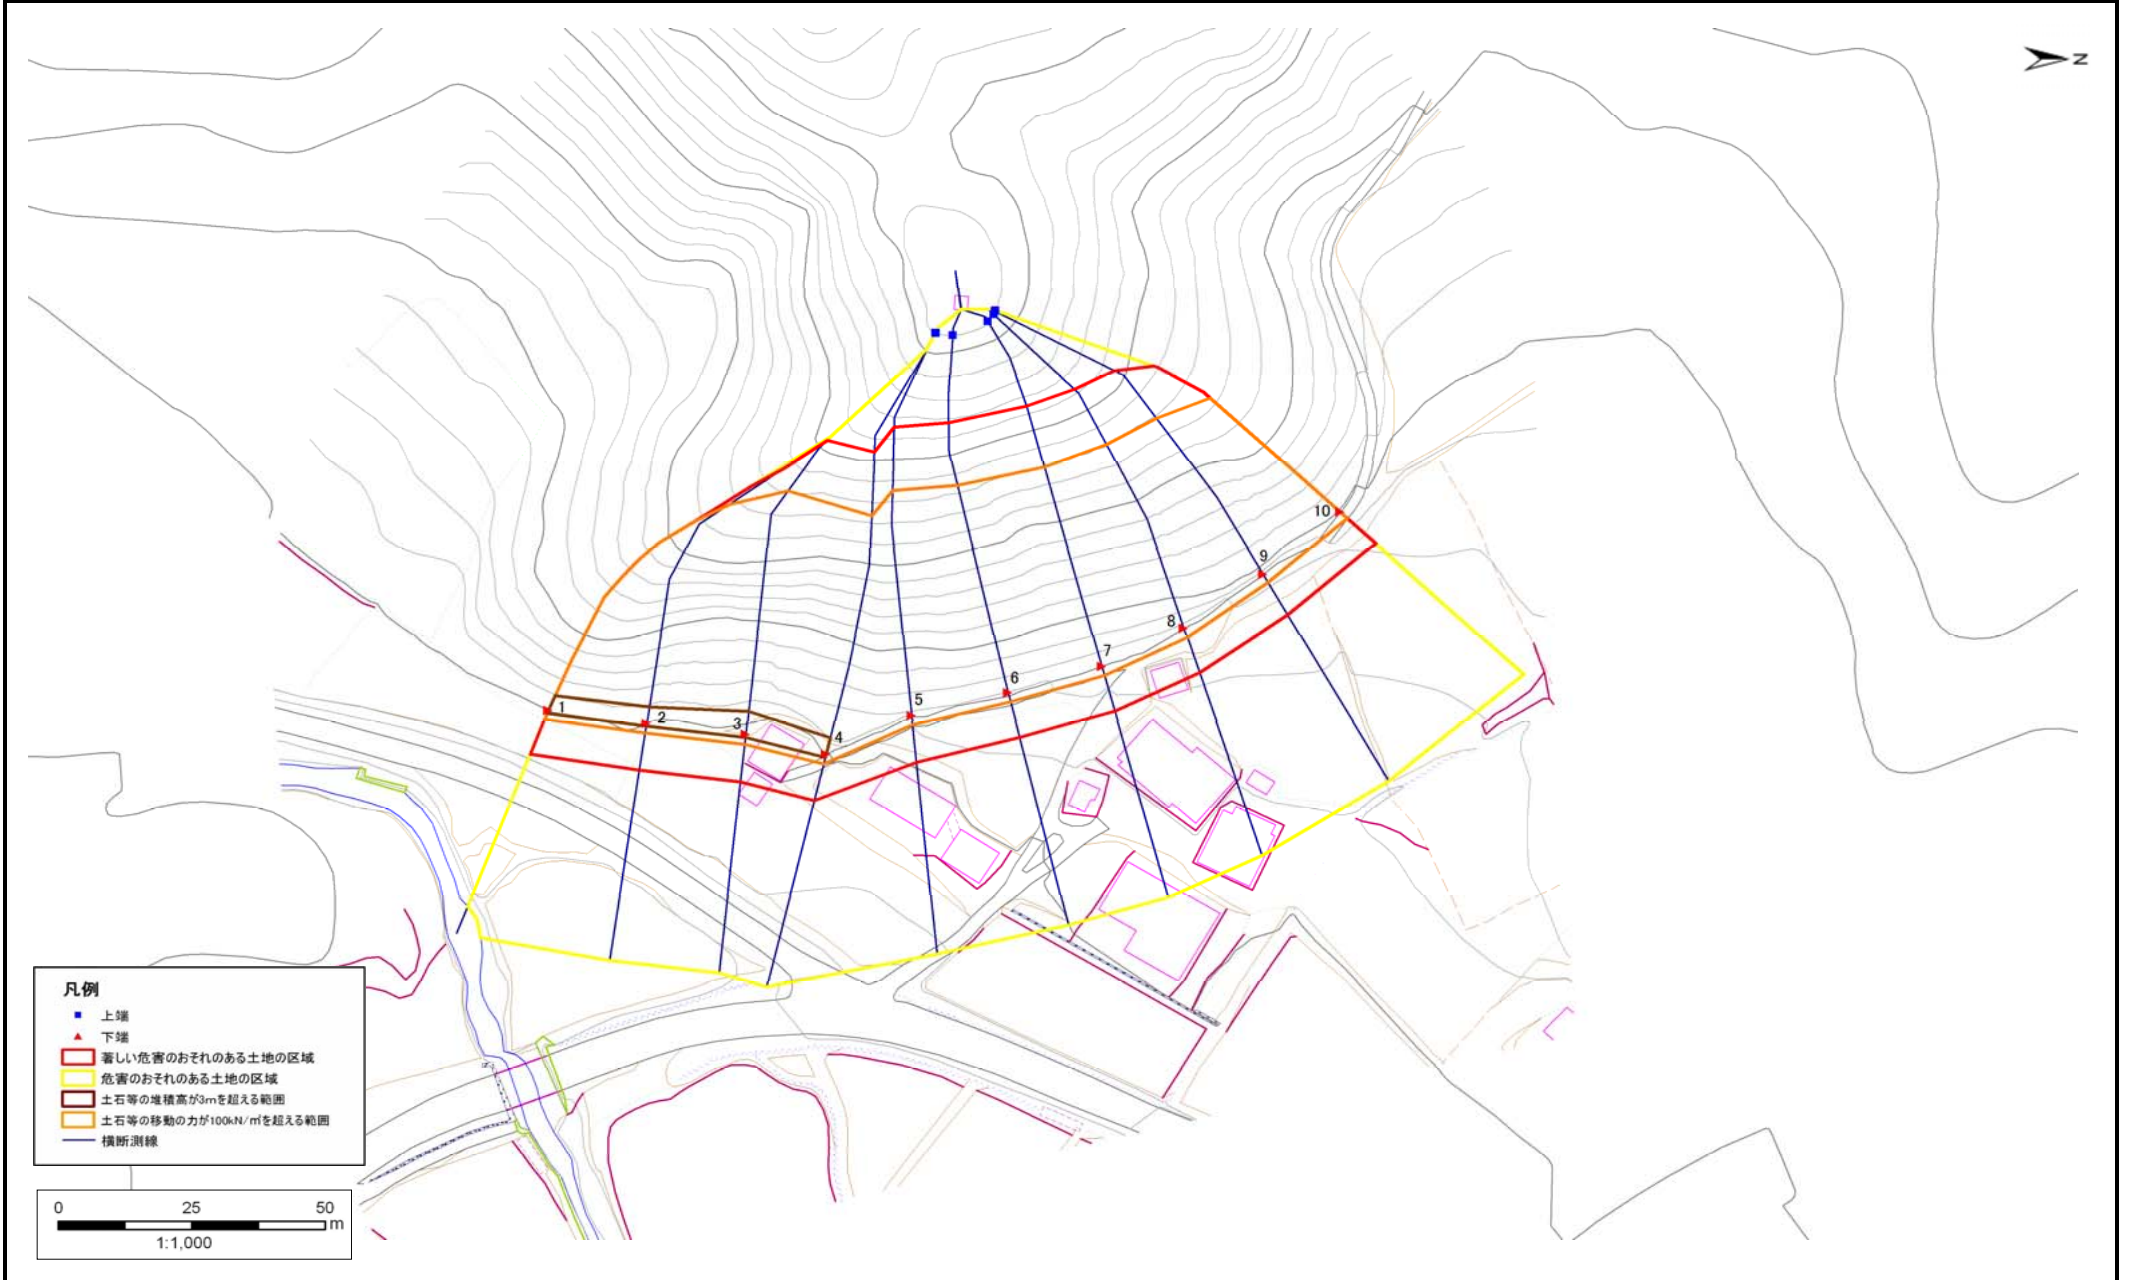 N
10
9
8
7
6
5
1
2
3
4
凡例
上端
下端
著しい危害のおそれのある土地の区域
危害のおそれのある土地の区域
土石等の堆積高が3mを超える範囲
土石等の移動の力が100kN/㎡を超える範囲
横断測線
0 25 50
m
1:1,000